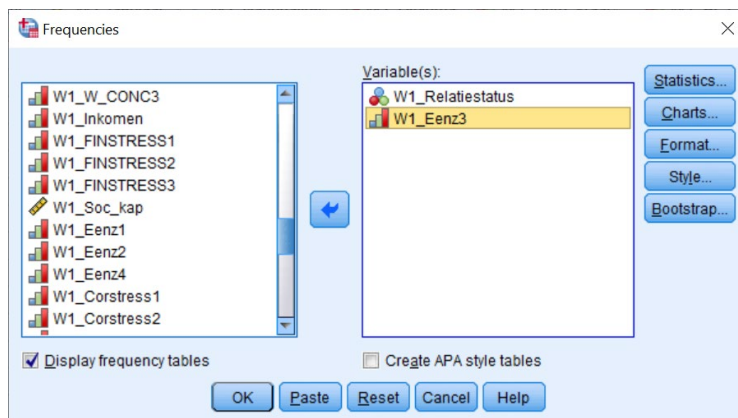 Frequencies
W1_W_CONC3
W1_Inkomen
W1_FINSTRESS1
W1_FINSTRESS2
W1_FINSTRESS3
W1_Soc_kap
W1_Eenz1
W1_Eenz2
W1_Eenz4
W1_Corstress1
W1_Corstress2
Variable(s):
W1_Relatiestatus
W1_Eenz3
Statistics...
Charts...
Format...
Style...
Bootstrap...
Display frequency tables
Create APA style tables
OK Paste Reset Cancel Help